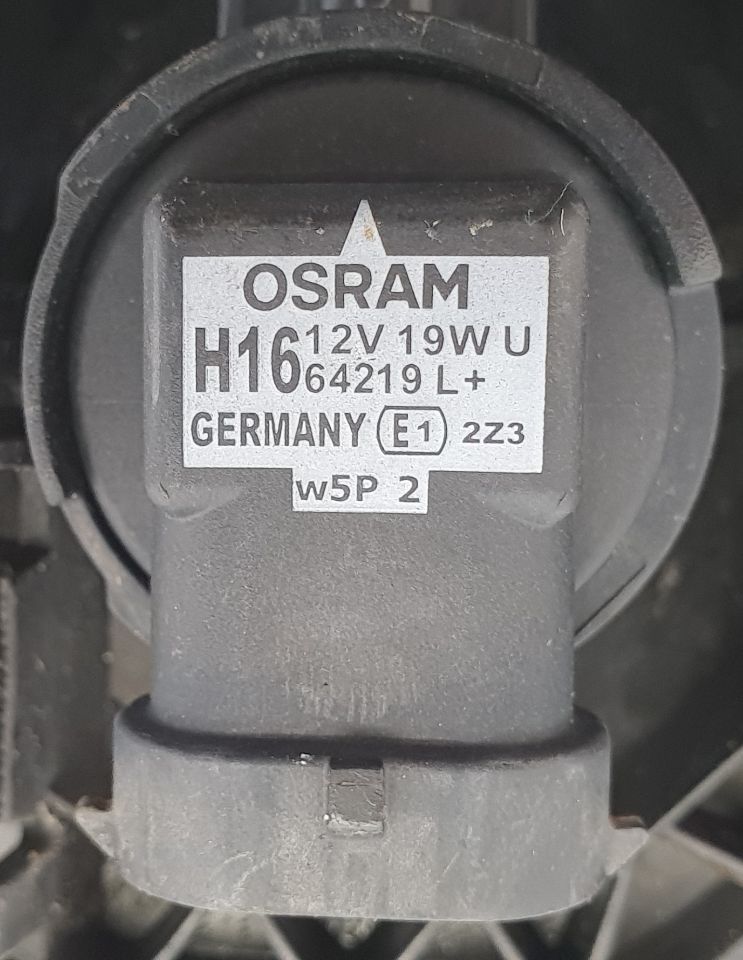 OSRAM
H16 12V 19W U
64219 L+
GERMANY E1 2Z3
w5P 2